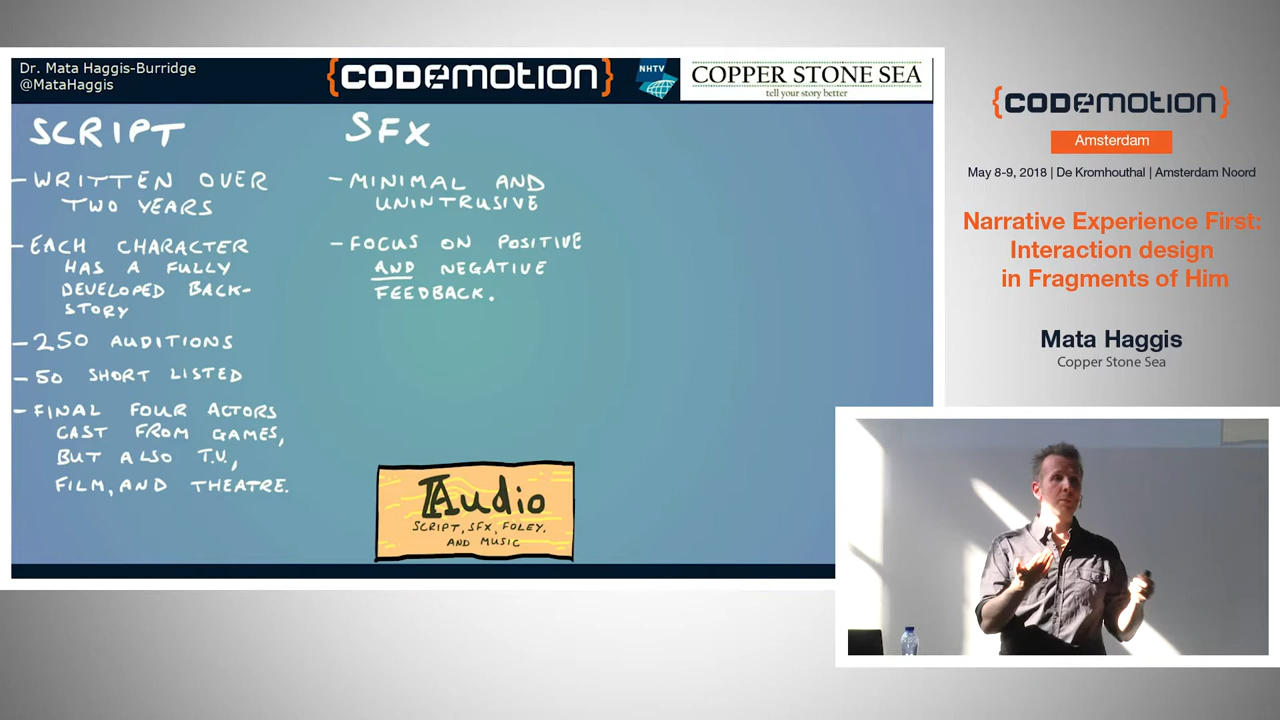 Dr. Mata Haggis-Burridge
@MataHaggis
{CODEMOTION}
NHTV
COPPER STONE SEA
tell your story better
SCRIPT
- WRITTEN OVER
TWO YEARS
- EACH CHARACTER
HAS A FULLY
DEVELOPED BACK-
STORY
- 250 AUDITIONS
- 50 SHORT LISTED
- FINAL FOUR ACTORS
CAST FROM GAMES,
BUT ALSO T.V.,
FILM, AND THEATRE.
SFX
- MINIMAL AND
UNINTRUSIVE
- FOCUS ON POSITIVE
AND NEGATIVE
FEEDBACK.
Audio
SCRIPT, SFX, FOLEY,
AND MUSIC
{CODEMOTION}
Amsterdam
May 8-9, 2018 | De Kromhouthal | Amsterdam Noord
Narrative Experience First:
Interaction design
in Fragments of Him
Mata Haggis
Copper Stone Sea